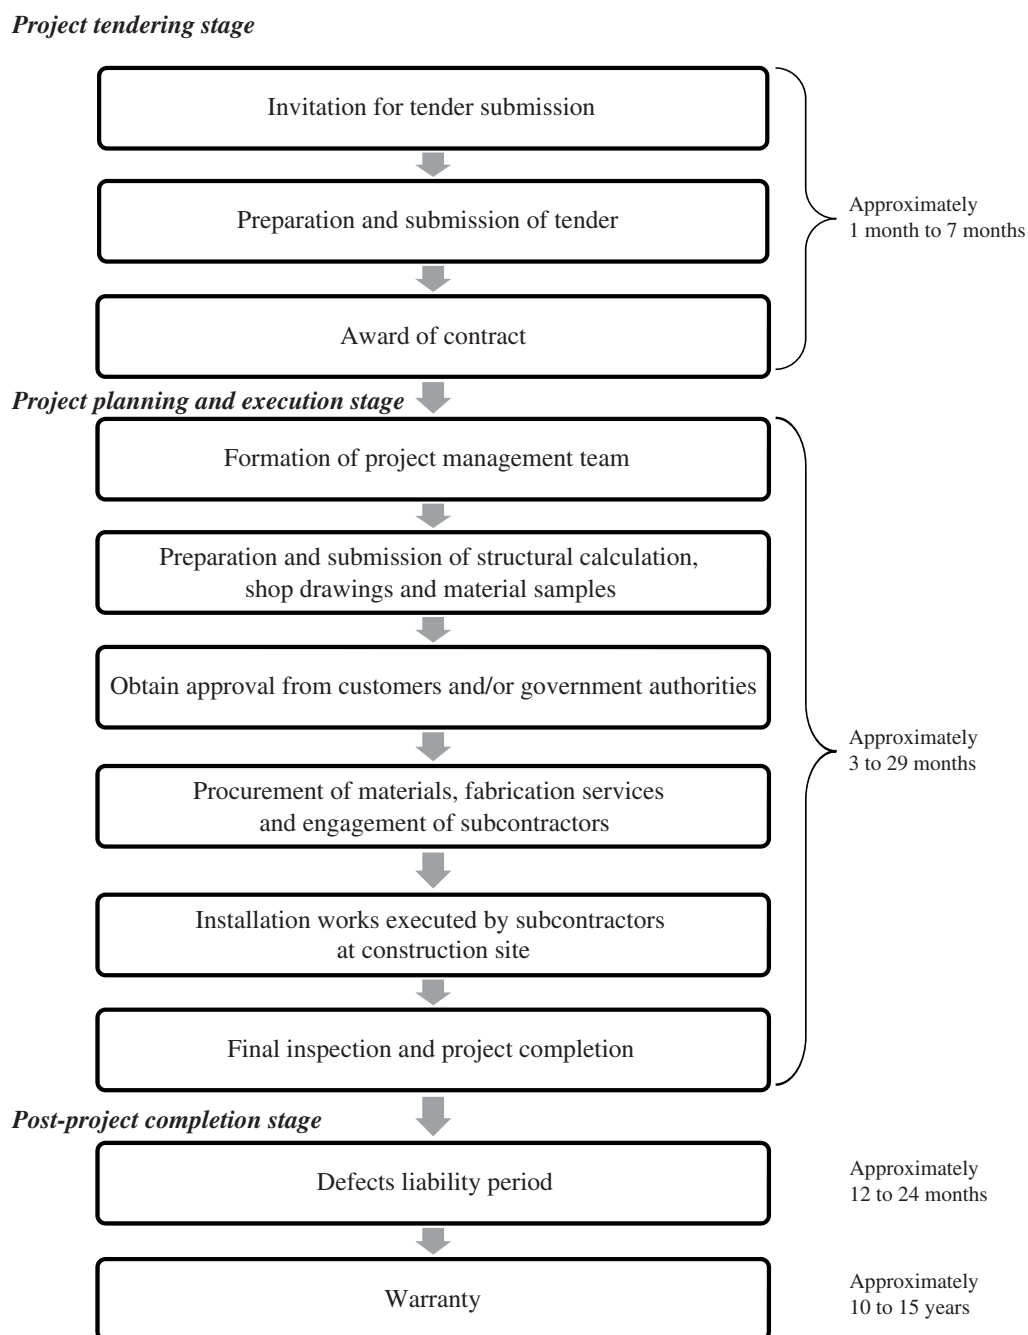 Project tendering stage
Invitation for tender submission
Preparation and submission of tender
Award of contract
Approximately
1 month to 7 months
Project planning and execution stage
Formation of project management team
Preparation and submission of structural calculation,
shop drawings and material samples
Obtain approval from customers and/or government authorities
Procurement of materials, fabrication services
and engagement of subcontractors
Installation works executed by subcontractors
at construction site
Final inspection and project completion
Approximately
3 to 29 months
Post-project completion stage
Defects liability period
Approximately
12 to 24 months
Warranty
Approximately
10 to 15 years